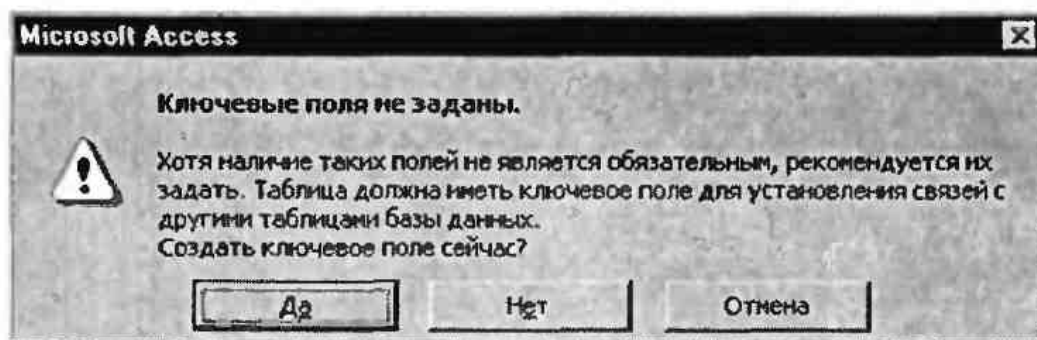 Microsoft Access
Ключевые поля не заданы.
Хотя наличие таких полей не является обязательным, рекомендуется их
задать. Таблица должна иметь ключевое поле для установления связей с
другими таблицами базы данных.
Создать ключевое поле сейчас?
Да
Нет
Отмена